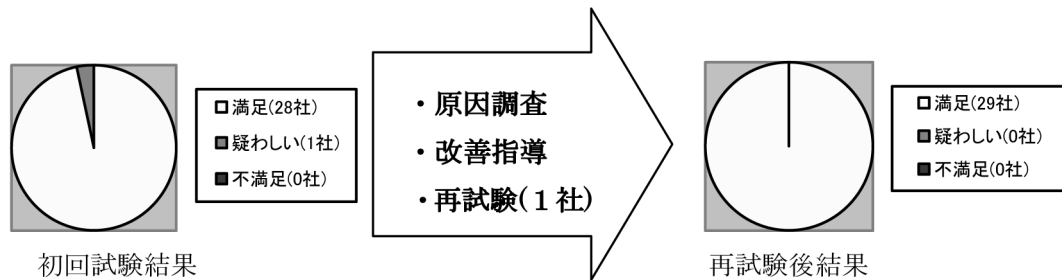 満足(28社)
疑わしい(1社)
不満足(0社)
初回試験結果
・原因調査
・改善指導
・再試験(１社)
満足(29社)
疑わしい(0社)
不満足(0社)
再試験後結果